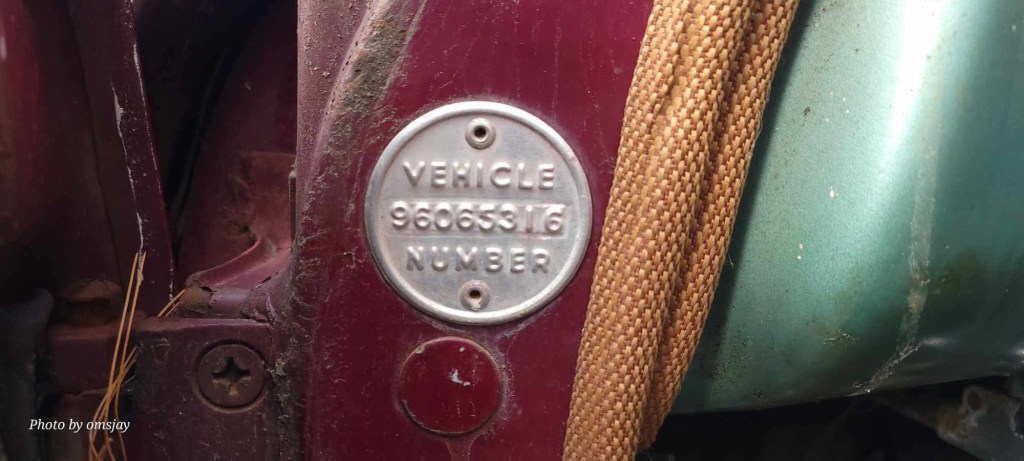 VEHICLE
96065316
NUMBER
Photo by omsjay